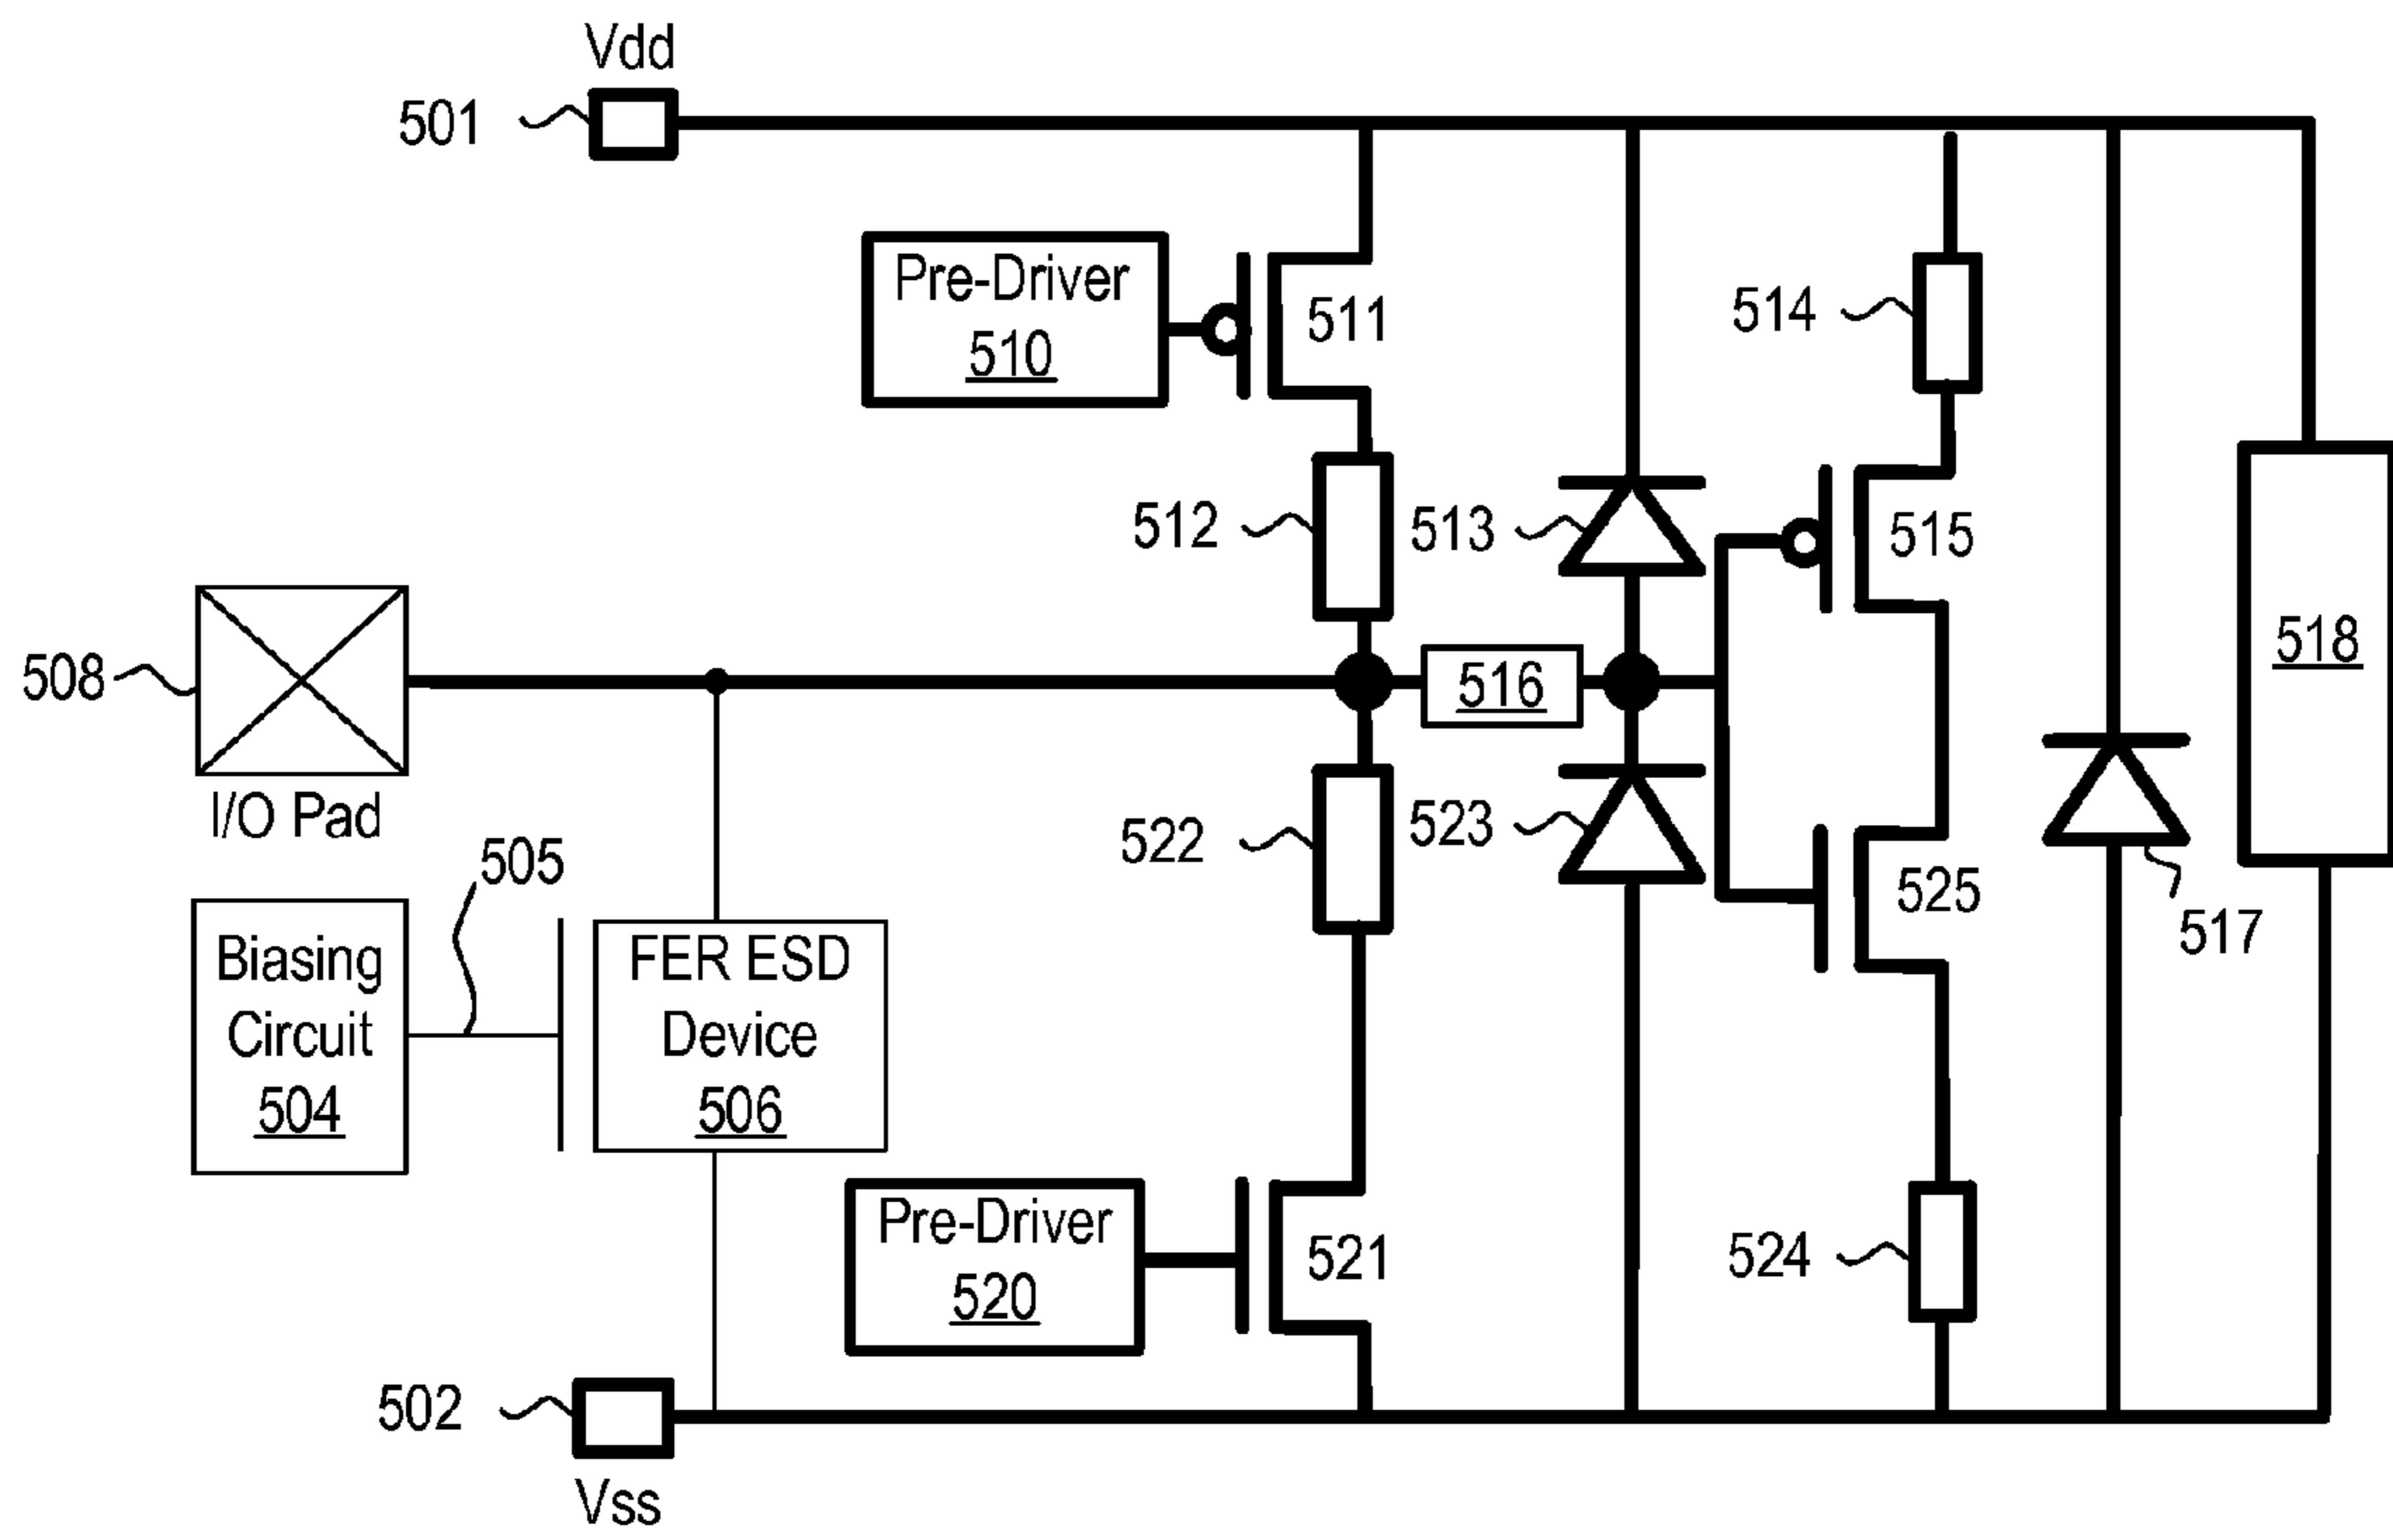 Vdd
501
Pre-Driver
510
511
514
512
513
515
508
516
518
I/O Pad
505
522
523
525
517
Biasing
Circuit
504
FER ESD
Device
506
Pre-Driver
520
521
524
502
Vss